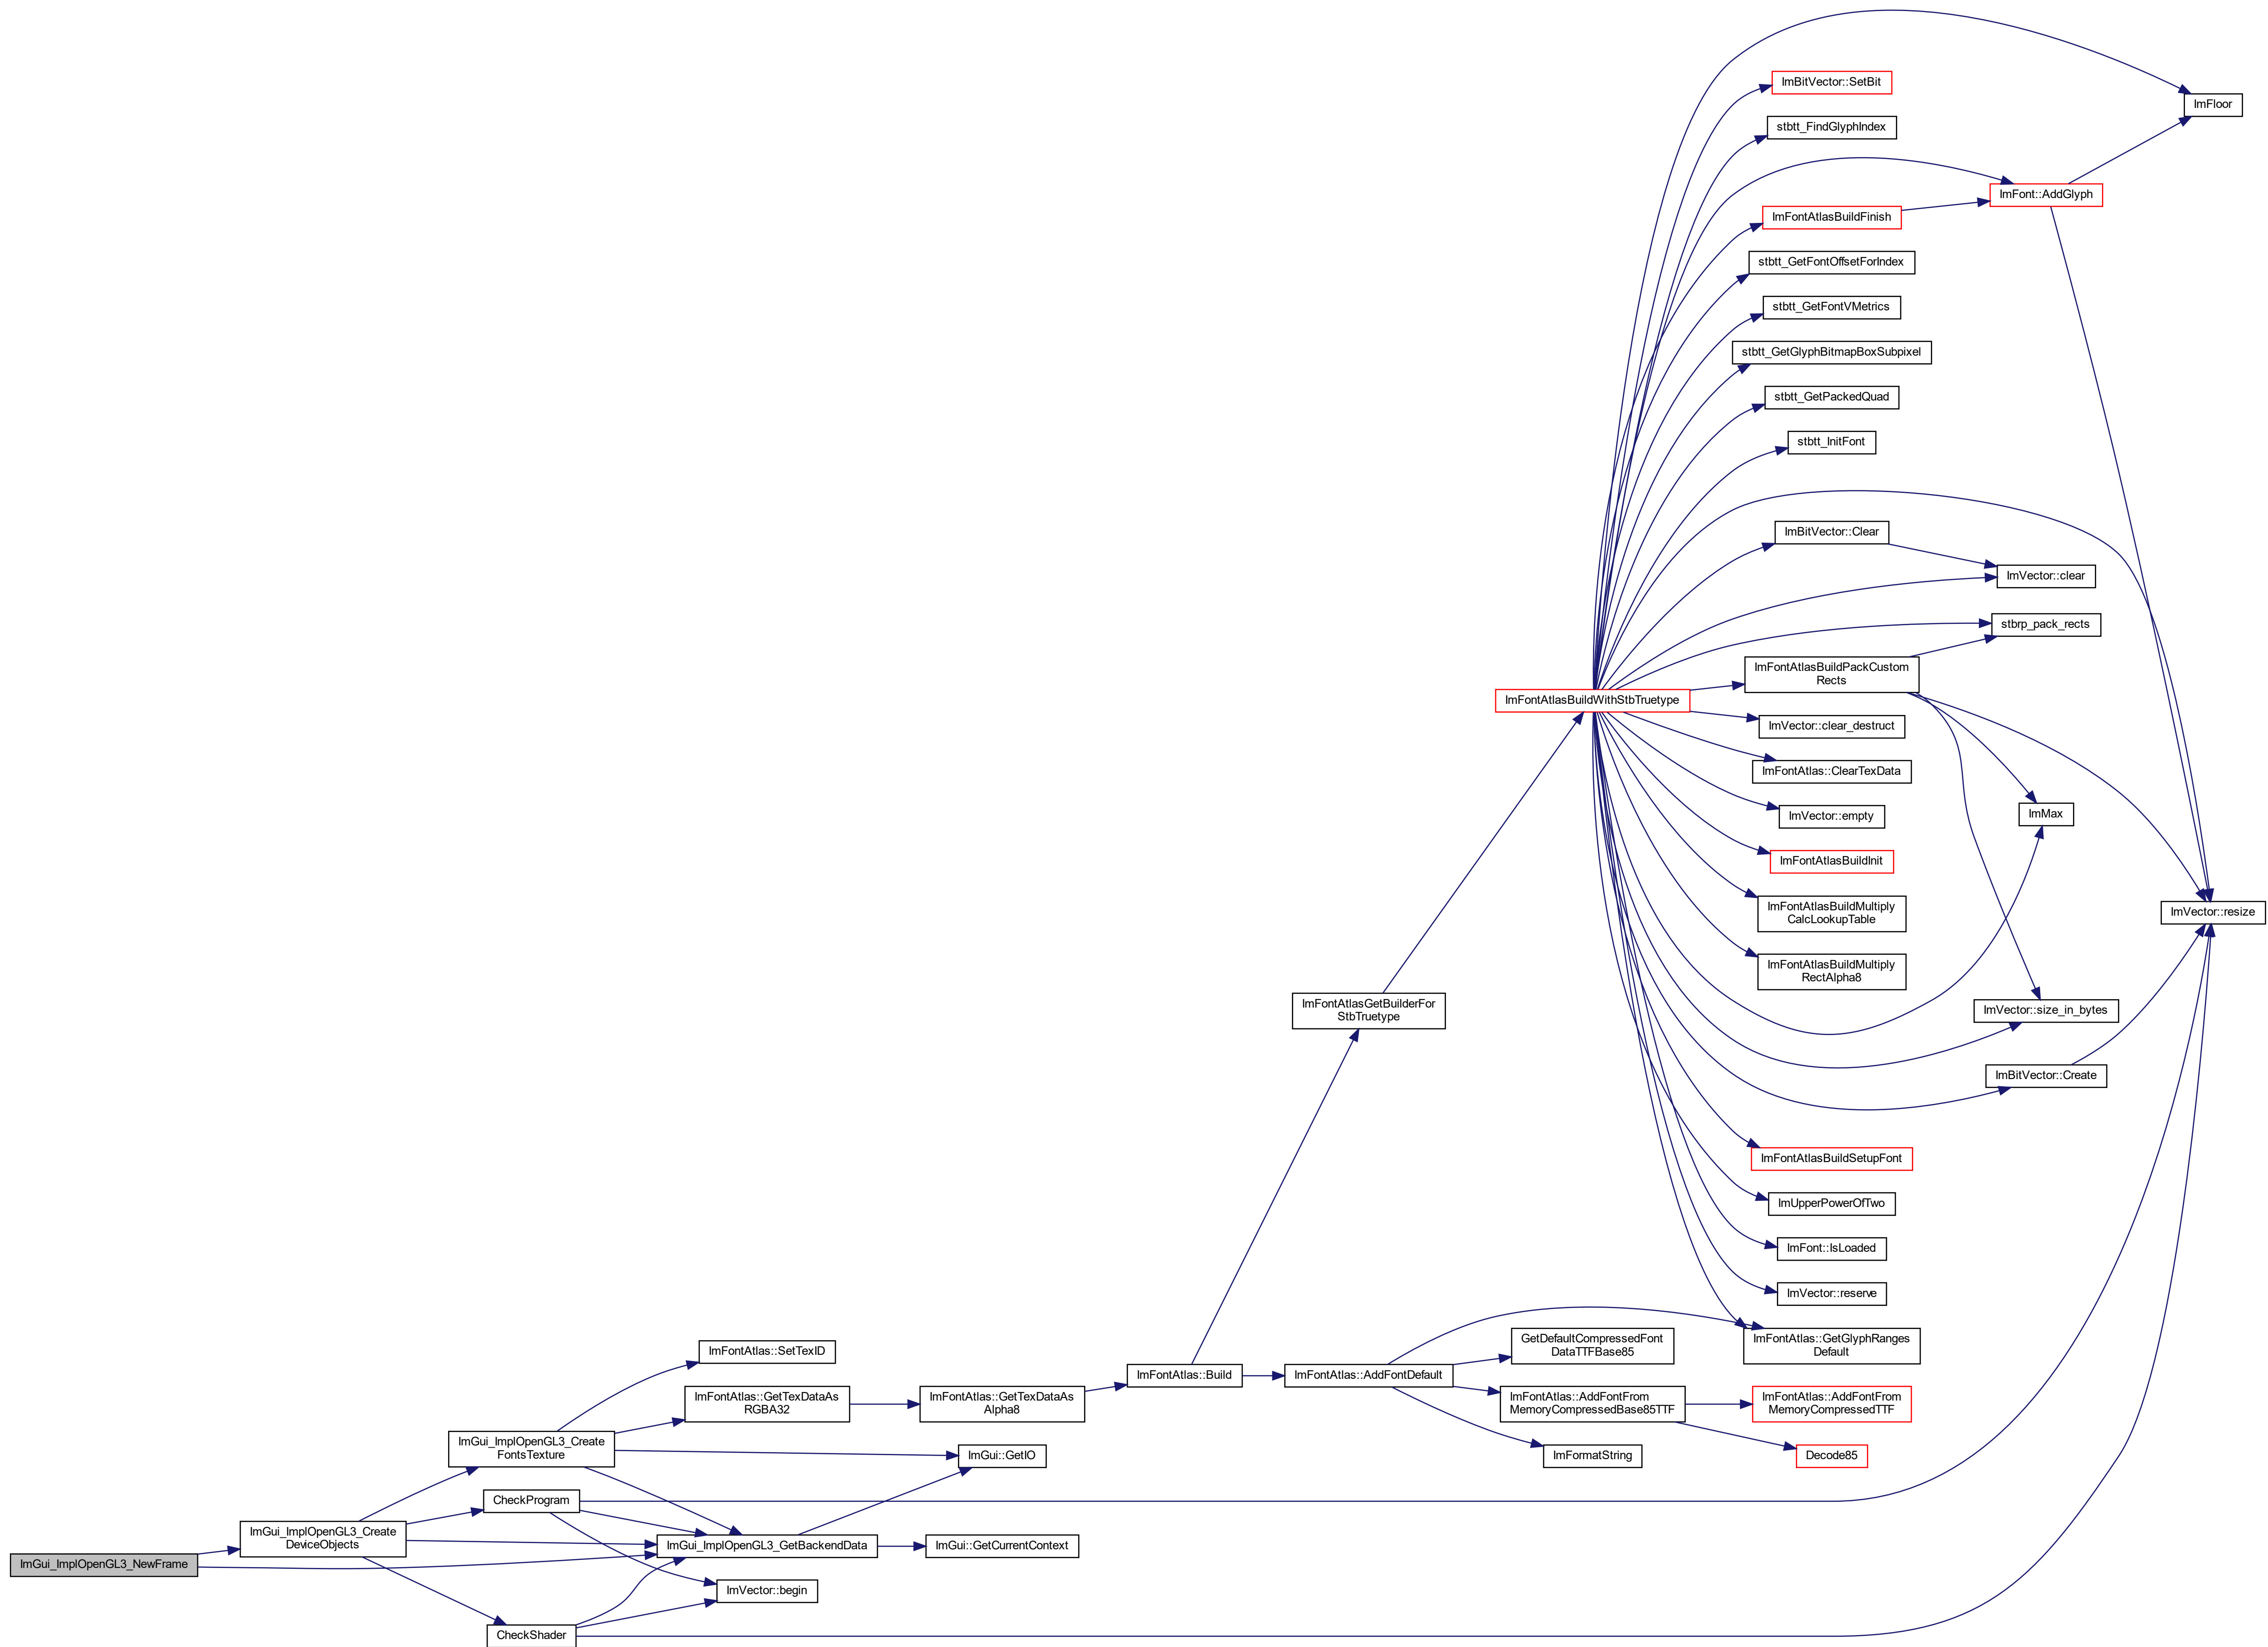 ImBitVector::SetBit
ImFloor
stbtt_FindGlyphIndex
ImFont::AddGlyph
ImFontAtlasBuildFinish
stbtt_GetFontOffsetForIndex
stbtt_GetFontVMetrics
stbtt_GetGlyphBitmapBoxSubpixel
stbtt_GetPackedQuad
stbtt_InitFont
ImBitVector::Clear
ImVector::clear
stbrp_pack_rects
ImFontAtlasBuildPackCustom
Rects
ImFontAtlasBuildWithStbTruetype
ImVector::clear_destruct
ImFontAtlas::ClearTexData
ImVector::empty
ImMax
ImFontAtlasBuildInit
ImFontAtlasBuildMultiply
CalcLookupTable
ImVector::resize
ImFontAtlasBuildMultiply
RectAlpha8
ImFontAtlasGetBuilderFor
StbTruetype
ImVector::size_in_bytes
ImBitVector::Create
ImFontAtlasBuildSetupFont
ImUpperPowerOfTwo
ImFont::IsLoaded
ImVector::reserve
ImFontAtlas::GetGlyphRanges
Default
GetDefaultCompressedFont
DataTTFBase85
ImFontAtlas::SetTexID
ImFontAtlas::Build
ImFontAtlas::AddFontDefault
ImFontAtlas::GetTexDataAs
RGBA32
ImFontAtlas::GetTexDataAs
Alpha8
ImFontAtlas::AddFontFrom
MemoryCompressedBase85TTF
ImFontAtlas::AddFontFrom
MemoryCompressedTTF
ImGui_ImplOpenGL3_Create
FontsTexture
ImGui::GetIO
ImFormatString
Decode85
CheckProgram
ImGui_ImplOpenGL3_Create
DeviceObjects
ImGui_ImplOpenGL3_GetBackendData
ImGui::GetCurrentContext
ImGui_ImplOpenGL3_NewFrame
ImVector::begin
CheckShader